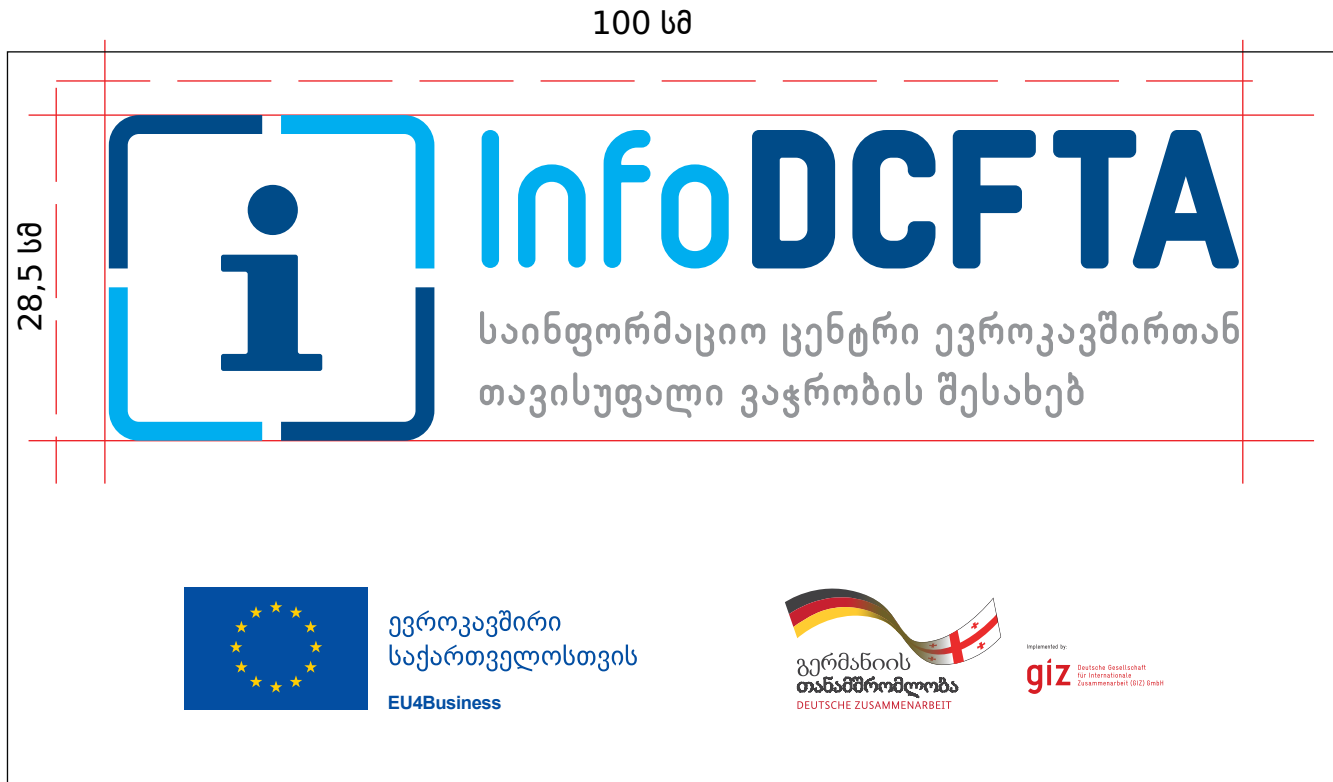 100 სმ
28,5 სმ
i
InfoDCFTA
საინფორმაციო ცენტრი ევროკავშირთან
თავისუფალი ვაჭრობის შესახებ
ევროკავშირი
საქართველოსთვის
EU4Business
გერმანიის
თანამშრომლობა
DEUTSCHE ZUSAMMENARBEIT
Implemented by:
giz
Deutsche Gesellschaft
für Internationale
Zusammenarbeit (GIZ) GmbH